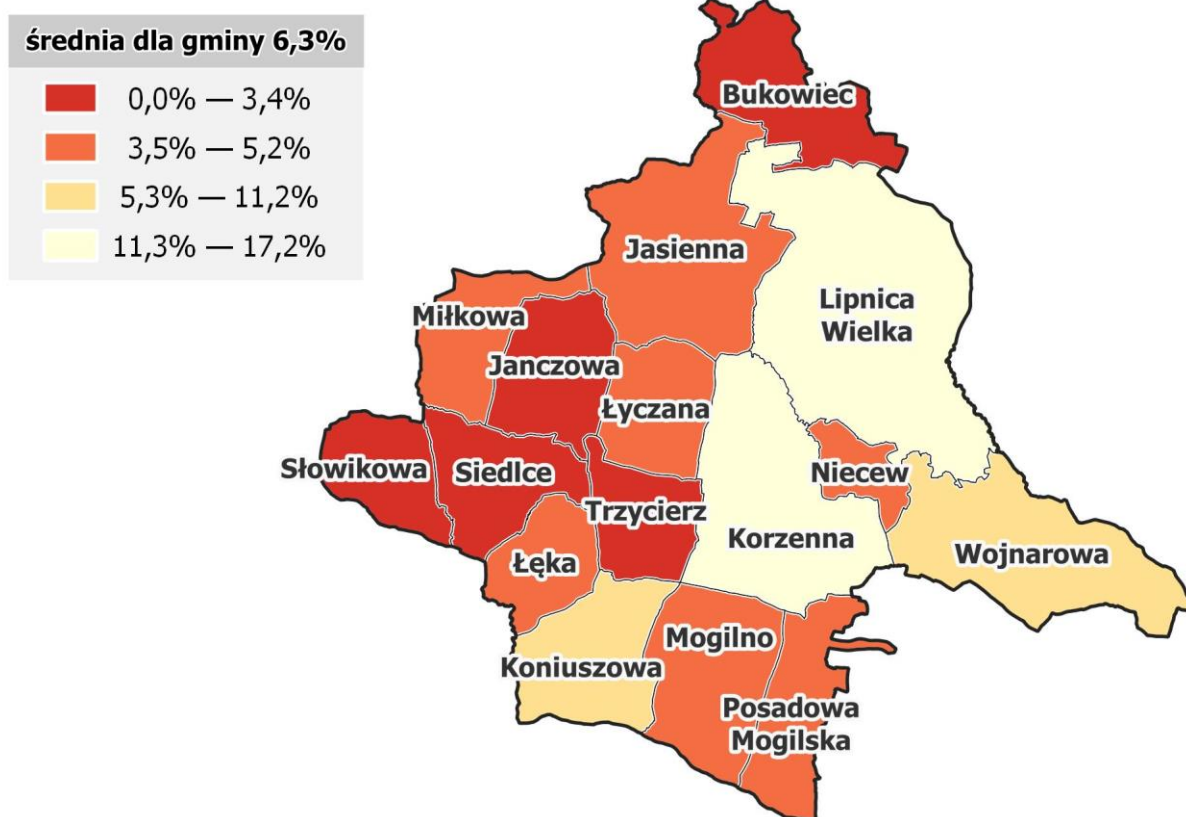 średnia dla gminy 6,3%
0,0% — 3,4%
3,5% — 5,2%
5,3% — 11,2%
11,3% — 17,2%
Bukowiec
Jasienna
Lipnica
Wielka
Miłkowa
Janczowa
Łyczana
Słowikowa
Siedlce
Niecew
Trzycierz
Korzenna
Wojnarowa
Łęka
Mogilno
Koniuszowa
Posadowa
Mogilska